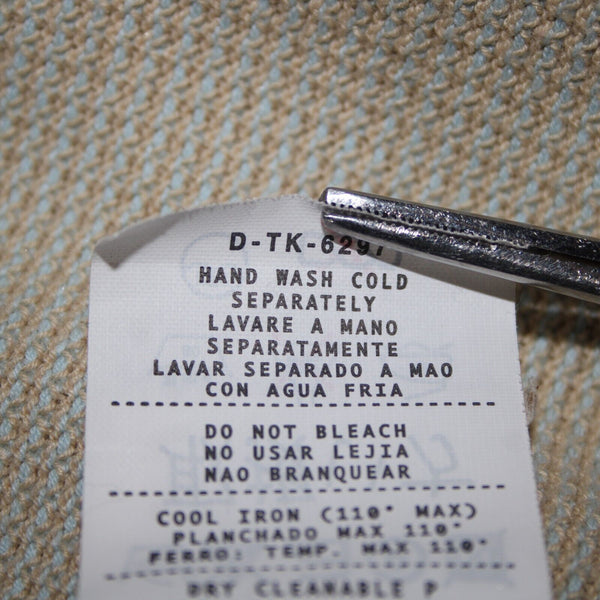 D-TK-6297
HAND WASH COLD
SEPARATELY
LAVARE A MANO
SEPARATAMENTE
LAVAR SEPARADO A MAO
CON AGUA FRIA
DO NOT BLEACH
NO USAR LEJIA
NAO BRANQUEAR
COOL IRON (110° MAX)
PLANCHADO MAX 110°
FERRO: TEMP. MAX 110°
DRY CLEANABLE P